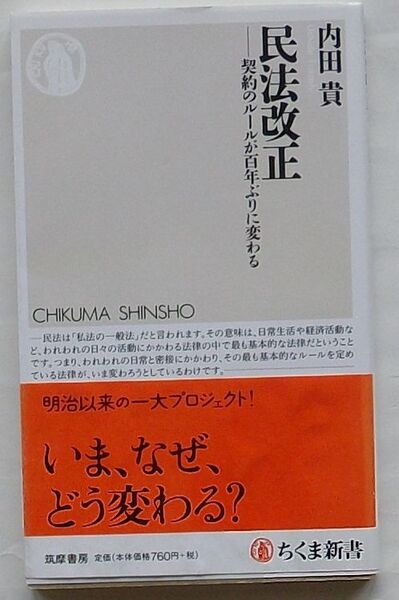 内田 貴
民法改正
──契約のルールが百年ぶりに変わる
CHIKUMA SHINSHO
──民法は「私法の一般法」だと言われます。その意味は、日常生活や経済活動な
ど、われわれの日々の活動にかかわる法律の中で最も基本的な法律だということ
です。つまり、われわれの日常と密接にかかわり、その最も基本的なルールを定め
ている法律が、いま変わろうとしているわけです。
明治以来の一大プロジェクト!
いま、なぜ、
どう変わる?
筑摩書房 定価(本体価格760円+税)
ちくま新書